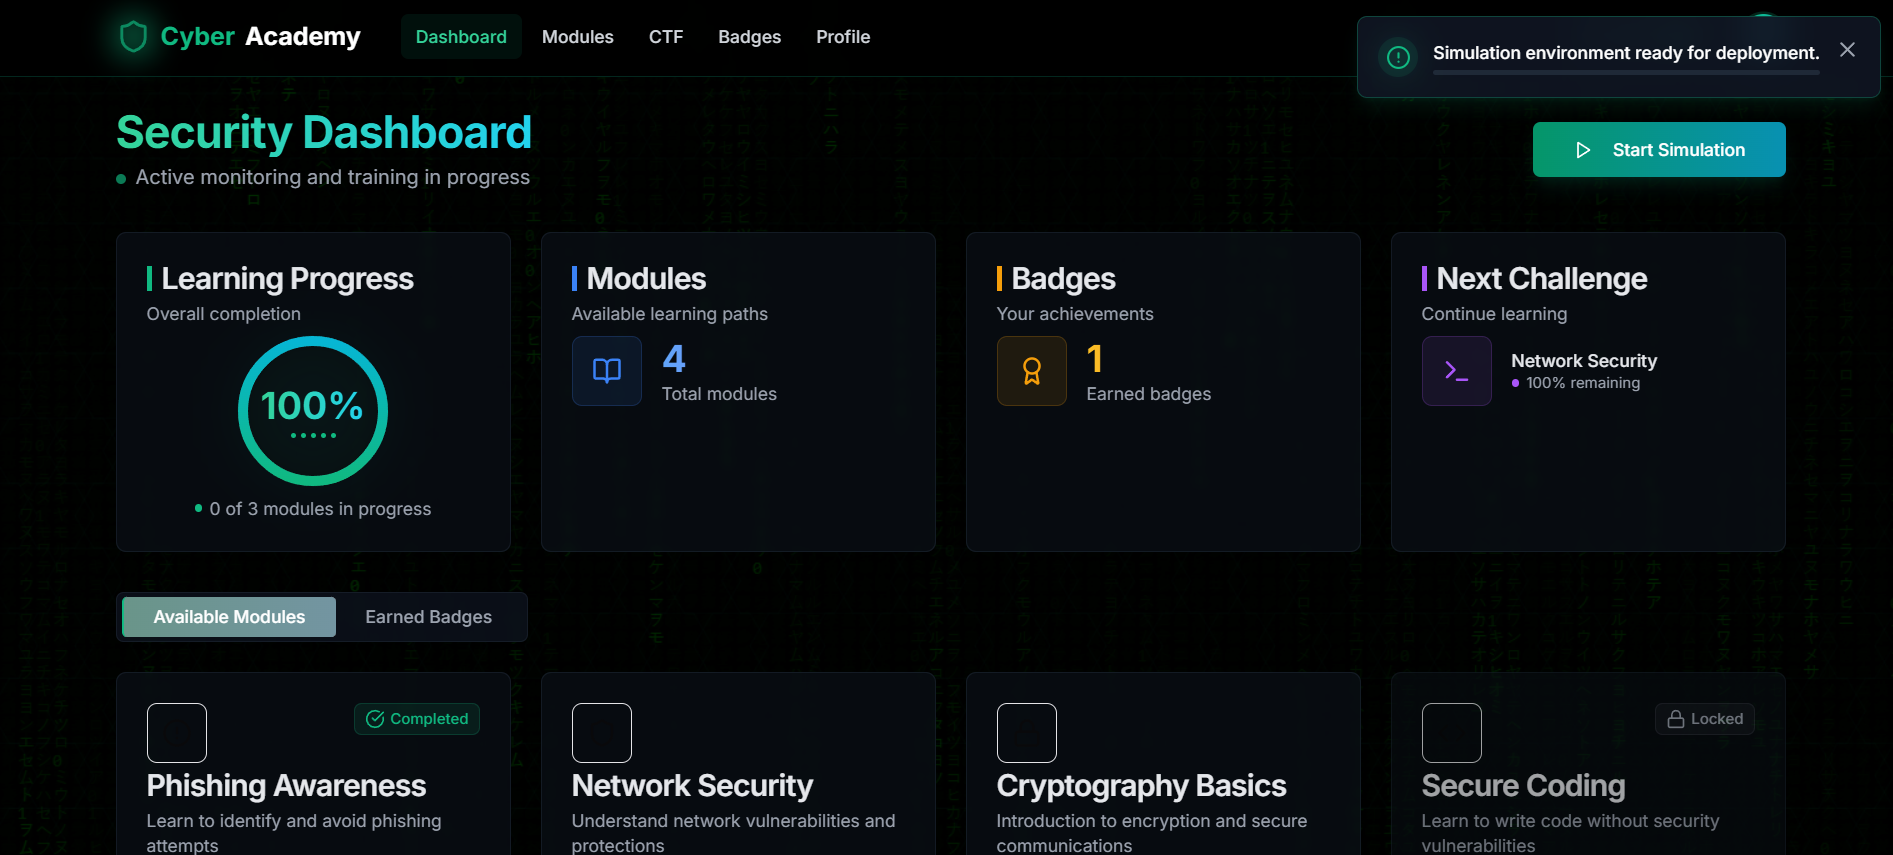 Cyber Academy
Dashboard
Modules
CTF
Badges
Profile
Simulation environment ready for deployment.
Security Dashboard
Active monitoring and training in progress
Start Simulation
Learning Progress
Overall completion
100%
0 of 3 modules in progress
Modules
Available learning paths
4
Total modules
Badges
Your achievements
1
Earned badges
Next Challenge
Continue learning
Network Security
100% remaining
Available Modules
Earned Badges
Completed
Phishing Awareness
Learn to identify and avoid phishing
attempts
Network Security
Understand network vulnerabilities and
protections
Cryptography Basics
Introduction to encryption and secure
communications
Locked
Secure Coding
Learn to write code without security
vulnerabilities